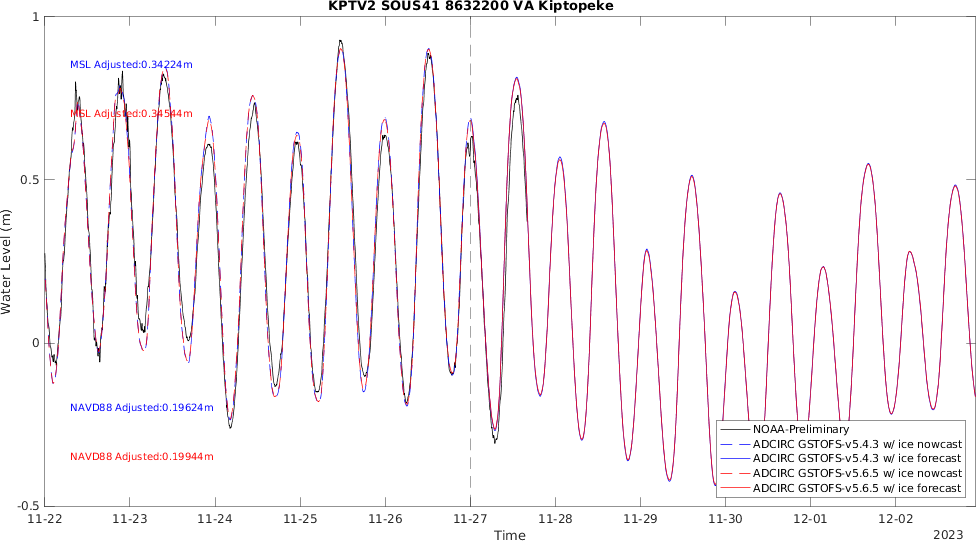 KPTV2 SOUS41 8632200 VA Kiptopeke
1
0.5
0
-0.5
Water Level (m)
MSL Adjusted:0.34224m
MSL Adjusted:0.34544m
NAVD88 Adjusted:0.19624m
NAVD88 Adjusted:0.19944m
NOAA-Preliminary
ADCIRC GSTOFS-v5.4.3 w/ ice nowcast
ADCIRC GSTOFS-v5.4.3 w/ ice forecast
ADCIRC GSTOFS-v5.6.5 w/ ice nowcast
ADCIRC GSTOFS-v5.6.5 w/ ice forecast
11-22 11-23 11-24 11-25 11-26 11-27 11-28 11-29 11-30 12-01 12-02
Time
2023